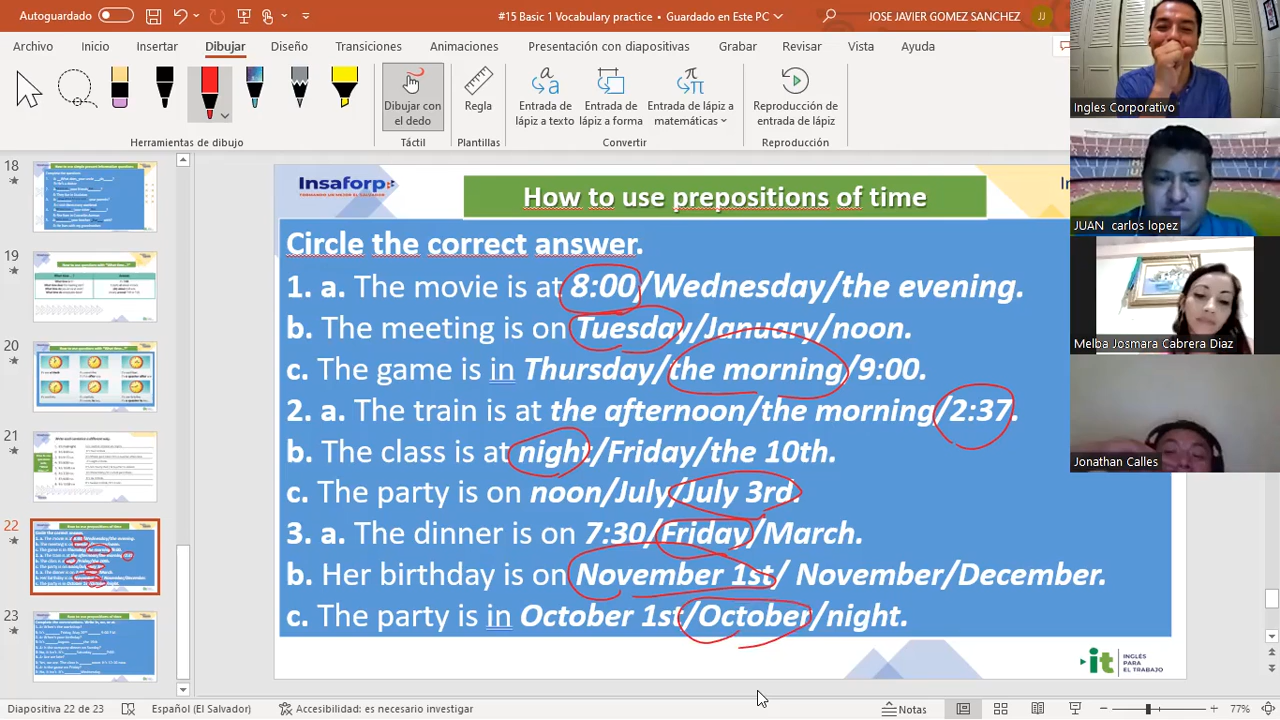 Autoguardado
#15 Basic 1 Vocabulary practice • Guardado en Este PC
JOSE JAVIER GOMEZ SANCHEZ
JJ
Archivo Inicio Insertar Dibujar Diseño Transiciones Animaciones Presentación con diapositivas Grabar Revisar Vista Ayuda
Dibujar con el dedo
Regla
Entrada de lápiz a texto
Entrada de lápiz a forma
Entrada de lápiz a matemáticas
Reproducción de entrada de lápiz
Herramientas de dibujo
Táctil
Plantillas
Convertir
Reproducción
Ingles Corporativo
JUAN carlos lopez
Melba Josmara Cabrera Diaz
Jonathan Calles
18
19
20
21
22
23
Insaforp
How to use prepositions of time
Circle the correct answer.
1. a. The movie is at 8:00/Wednesday/the evening.
b. The meeting is on Tuesday/January/noon.
c. The game is in Thursday/the morning/9:00.
2. a. The train is at the afternoon/the morning/2:37.
b. The class is at night/Friday/the 10th.
c. The party is on noon/July/July 3rd.
3. a. The dinner is on 7:30/Friday/March.
b. Her birthday is on November 1st/November/December.
c. The party is in October 1st/October/night.
it INGLÉS PARA EL TRABAJO
Diapositiva 22 de 23
Español (El Salvador)
Accesibilidad: es necesario investigar
Notas
77%